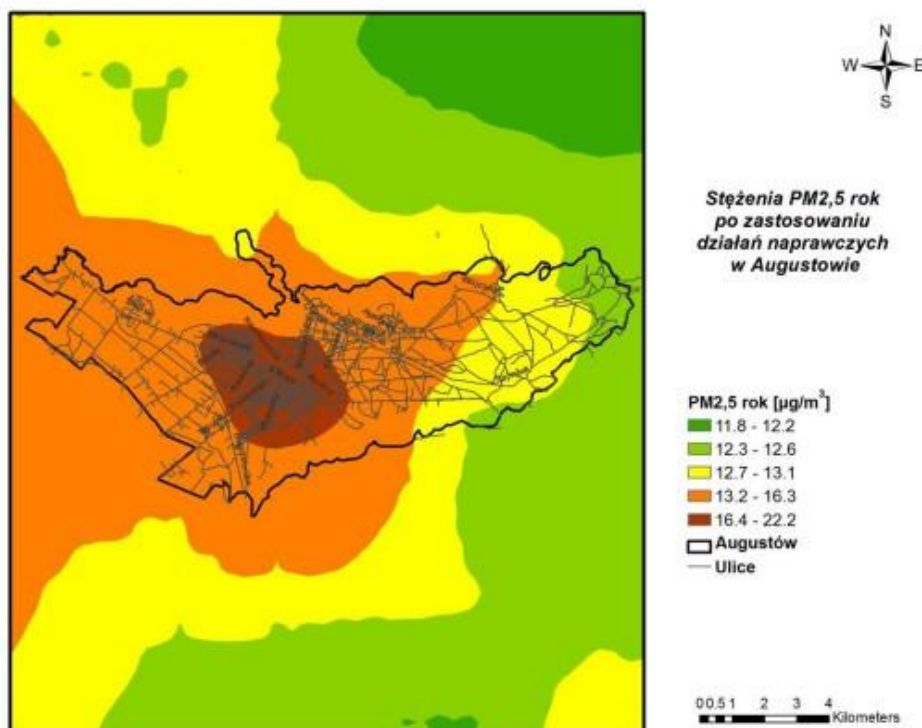 N
W E
S
Stężenia PM2,5 rok
po zastosowaniu
działań naprawczych
w Augustowie
PM2,5 rok [µg/m³]
11.8 - 12.2
12.3 - 12.6
12.7 - 13.1
13.2 - 16.3
16.4 - 22.2
Augustów
Ulice
0 0,5 1 2 3 4
Kilometers